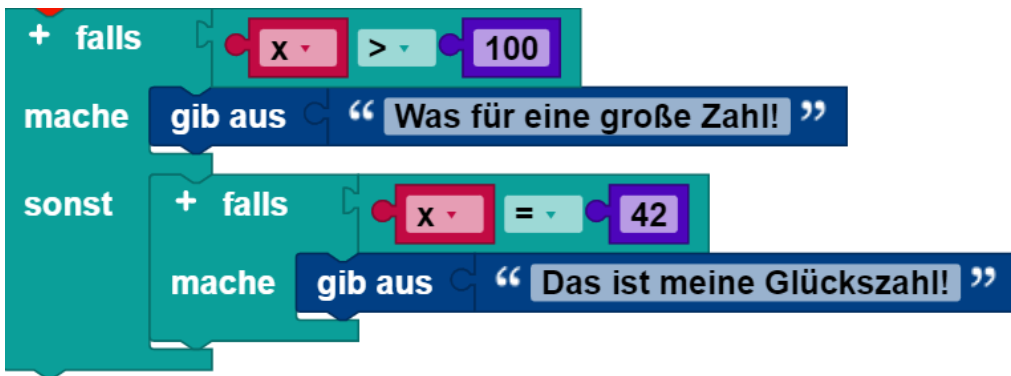 + falls x > 100
mache gib aus “ Was für eine große Zahl! ”
sonst + falls x = 42
mache gib aus “ Das ist meine Glückszahl! ”